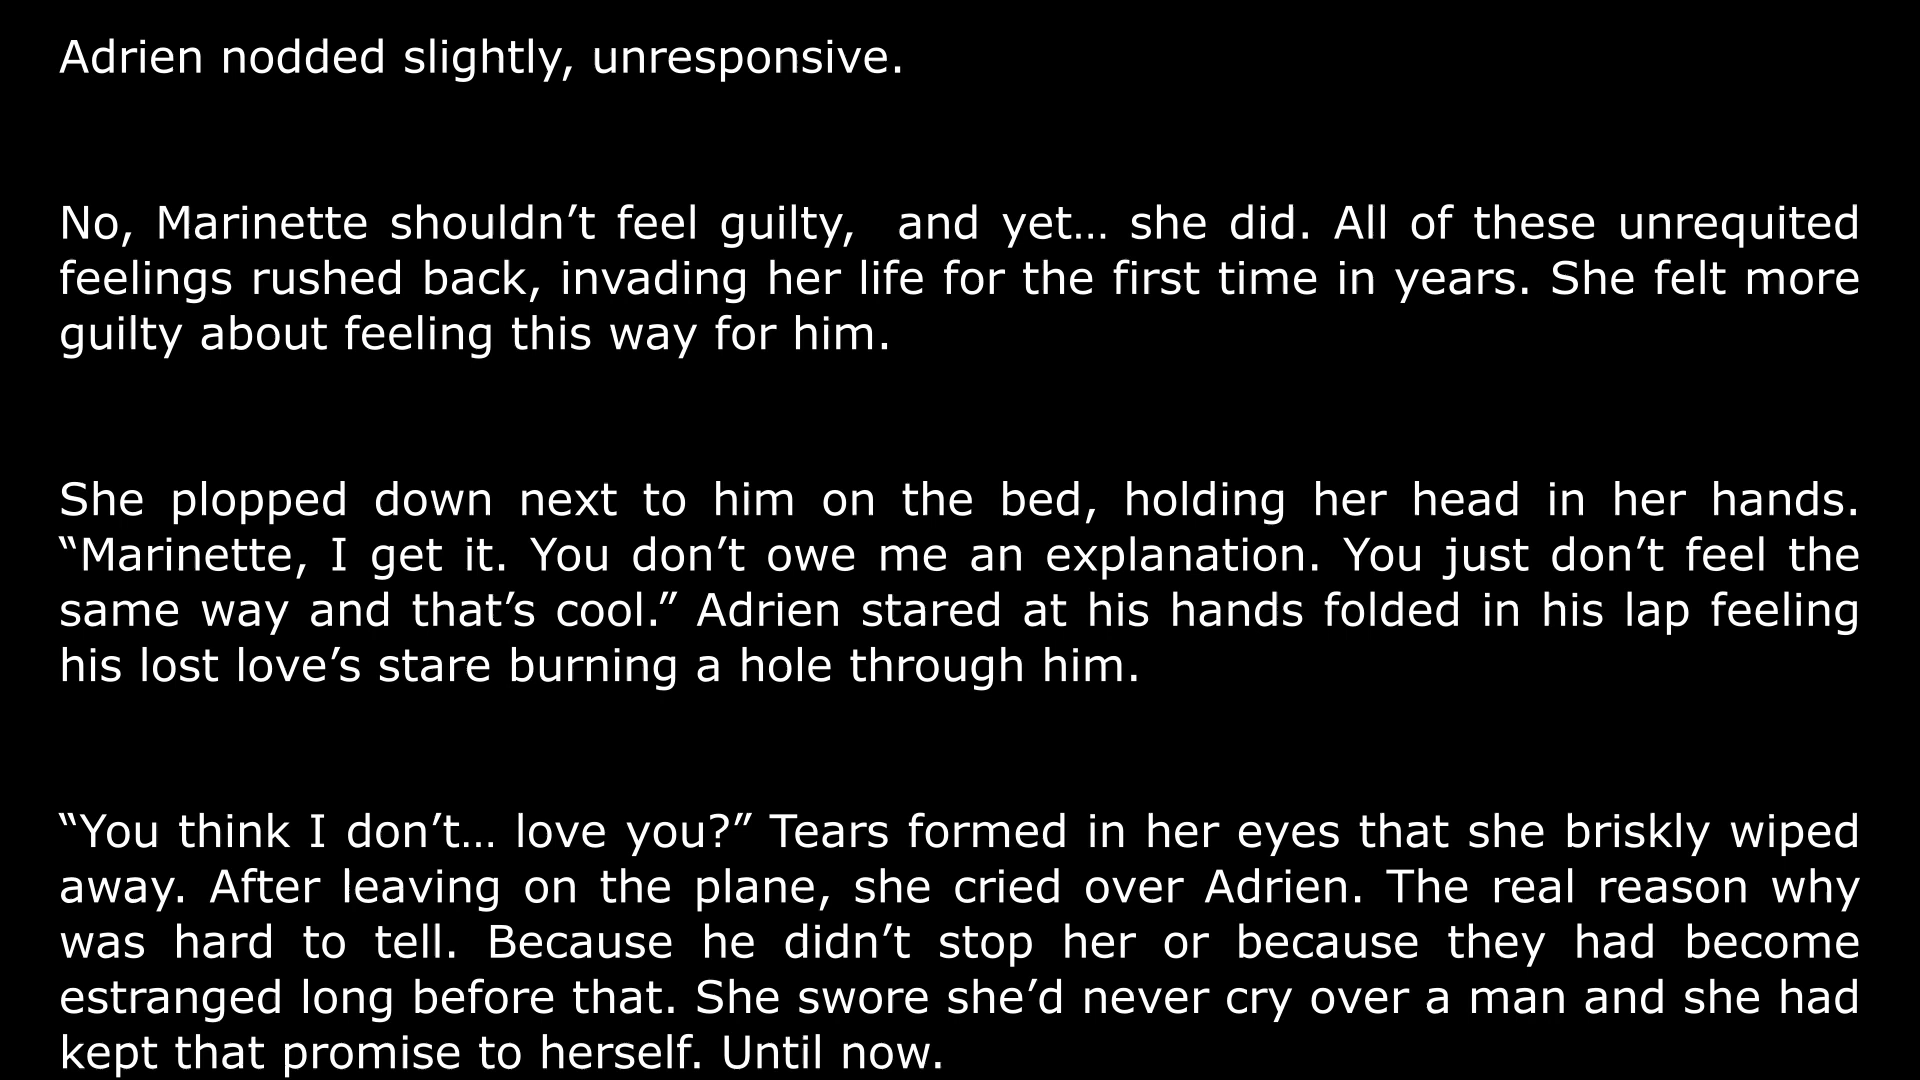 Adrien nodded slightly, unresponsive.
No, Marinette shouldn’t feel guilty,  and yet… she did. All of these unrequited
feelings rushed back, invading her life for the first time in years. She felt more
guilty about feeling this way for him.
She plopped down next to him on the bed, holding her head in her hands.
“Marinette, I get it. You don’t owe me an explanation. You just don’t feel the
same way and that’s cool.” Adrien stared at his hands folded in his lap feeling
his lost love’s stare burning a hole through him.
“You think I don’t… love you?” Tears formed in her eyes that she briskly wiped
away. After leaving on the plane, she cried over Adrien. The real reason why
was hard to tell. Because he didn’t stop her or because they had become
estranged long before that. She swore she’d never cry over a man and she had
kept that promise to herself. Until now.